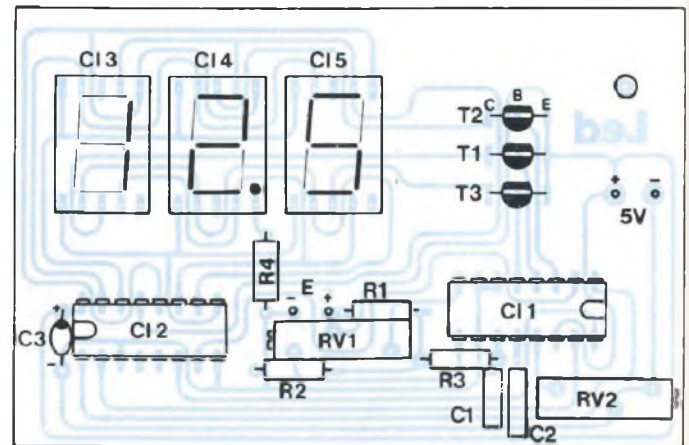 CI3 CI4 CI5
C B E
T2
T1
T3
Led
+ -
5V
R4
- E +
R1
CI1
+
C3
-
CI2
RV1
R2
R3
RV2
C1
C2